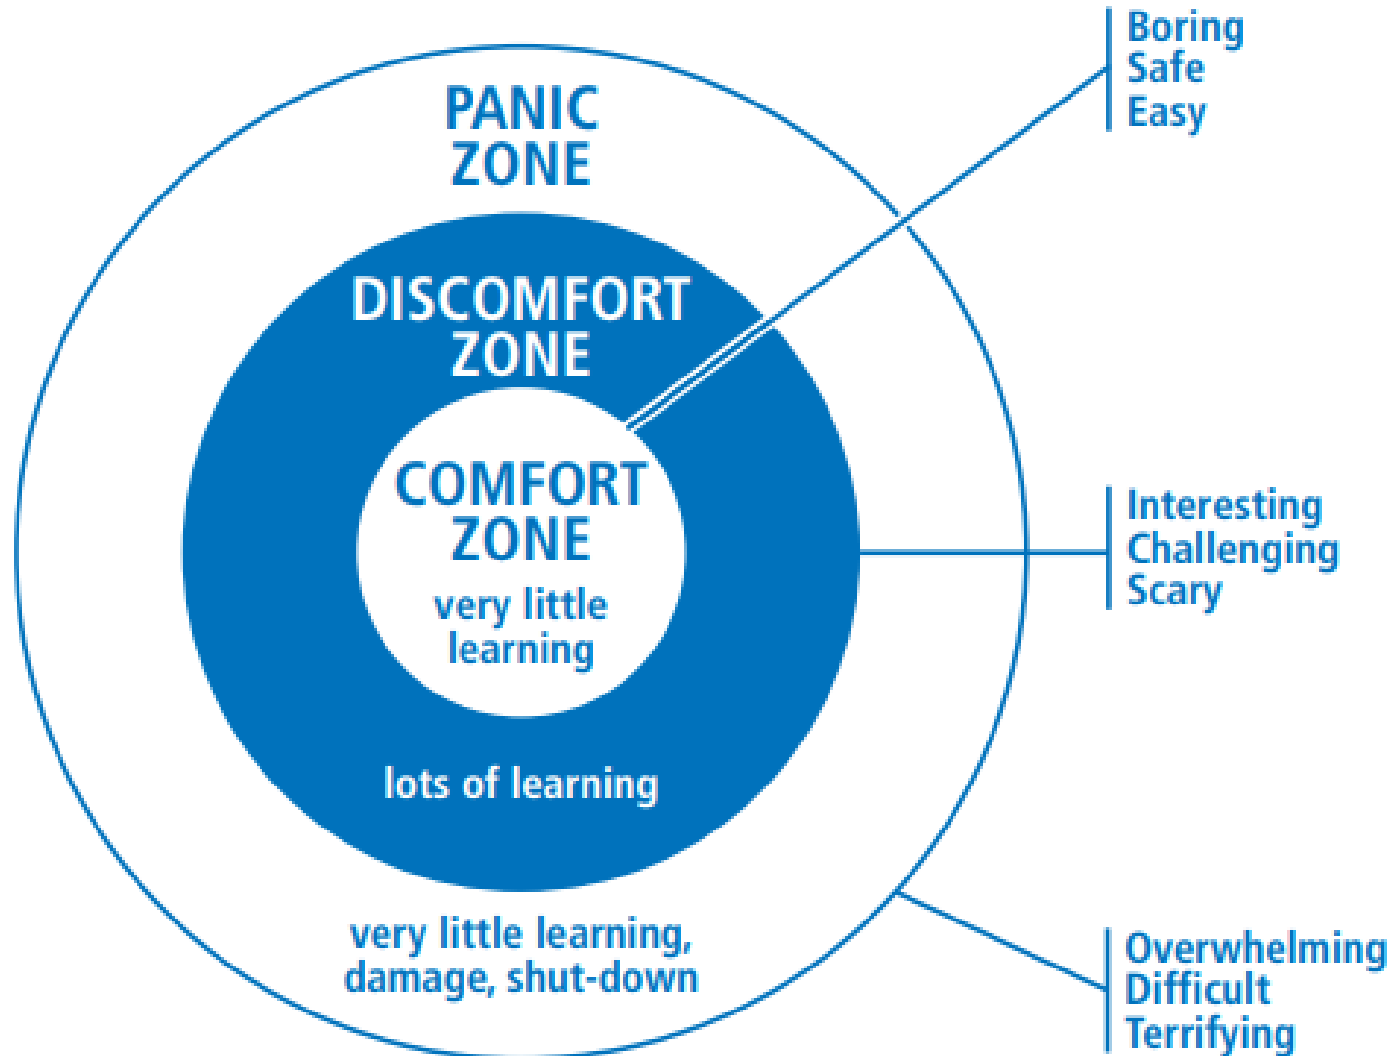 PANIC
ZONE
DISCOMFORT
ZONE
COMFORT
ZONE
very little
learning
lots of learning
very little learning,
damage, shut-down
Boring
Safe
Easy
Interesting
Challenging
Scary
Overwhelming
Difficult
Terrifying